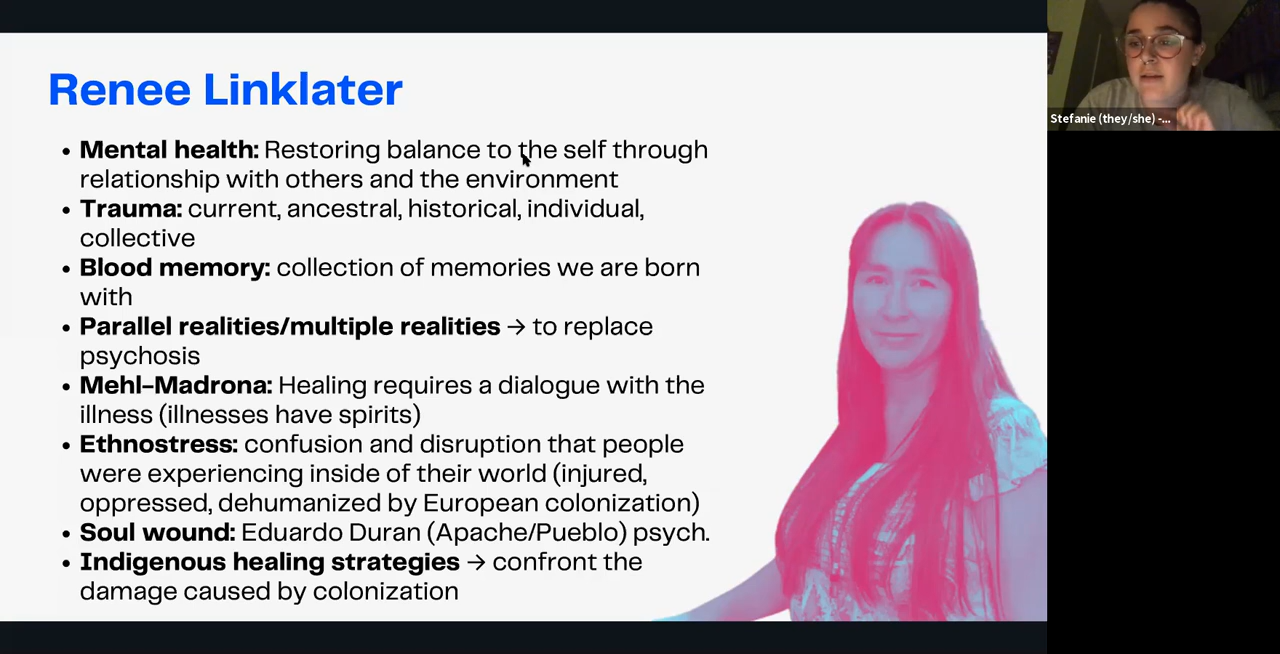 Renee Linklater
• Mental health: Restoring balance to the self through
relationship with others and the environment
• Trauma: current, ancestral, historical, individual,
collective
• Blood memory: collection of memories we are born
with
• Parallel realities/multiple realities → to replace
psychosis
• Mehl-Madrona: Healing requires a dialogue with the
illness (illnesses have spirits)
• Ethnostress: confusion and disruption that people
were experiencing inside of their world (injured,
oppressed, dehumanized by European colonization)
• Soul wound: Eduardo Duran (Apache/Pueblo) psych.
• Indigenous healing strategies → confront the
damage caused by colonization
Stefanie (they/she) -...